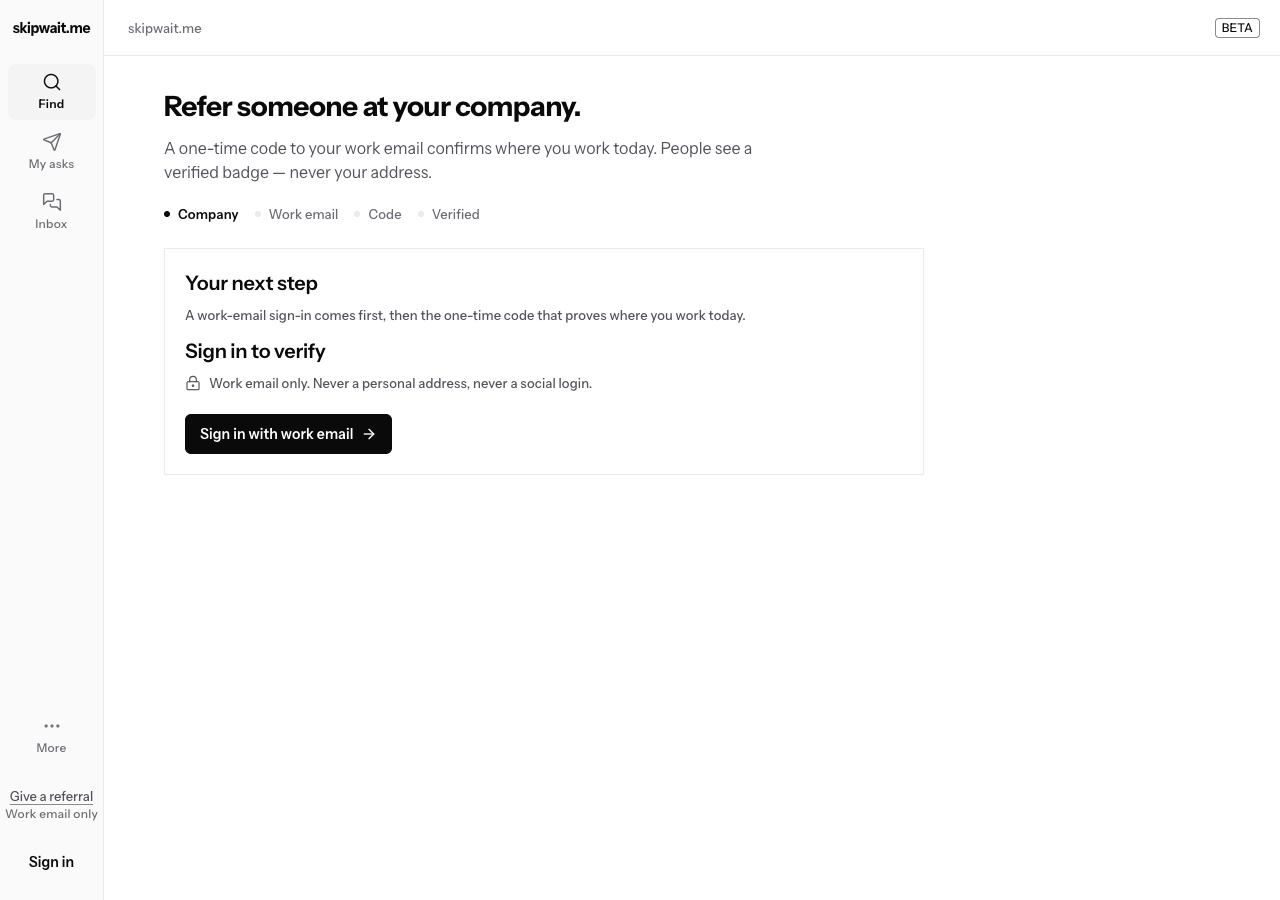 skipwait.me
Find
My asks
Inbox
More
Give a referral
Work email only
Sign in
skipwait.me
BETA
Refer someone at your company.
A one-time code to your work email confirms where you work today. People see a
verified badge — never your address.
Company
Work email
Code
Verified
Your next step
A work-email sign-in comes first, then the one-time code that proves where you work today.
Sign in to verify
Work email only. Never a personal address, never a social login.
Sign in with work email